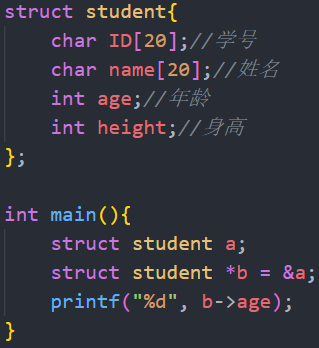 struct student{
    char ID[20];//学号
    char name[20];//姓名
    int age;//年龄
    int height;//身高
};

int main(){
    struct student a;
    struct student *b = &a;
    printf("%d", b->age);
}